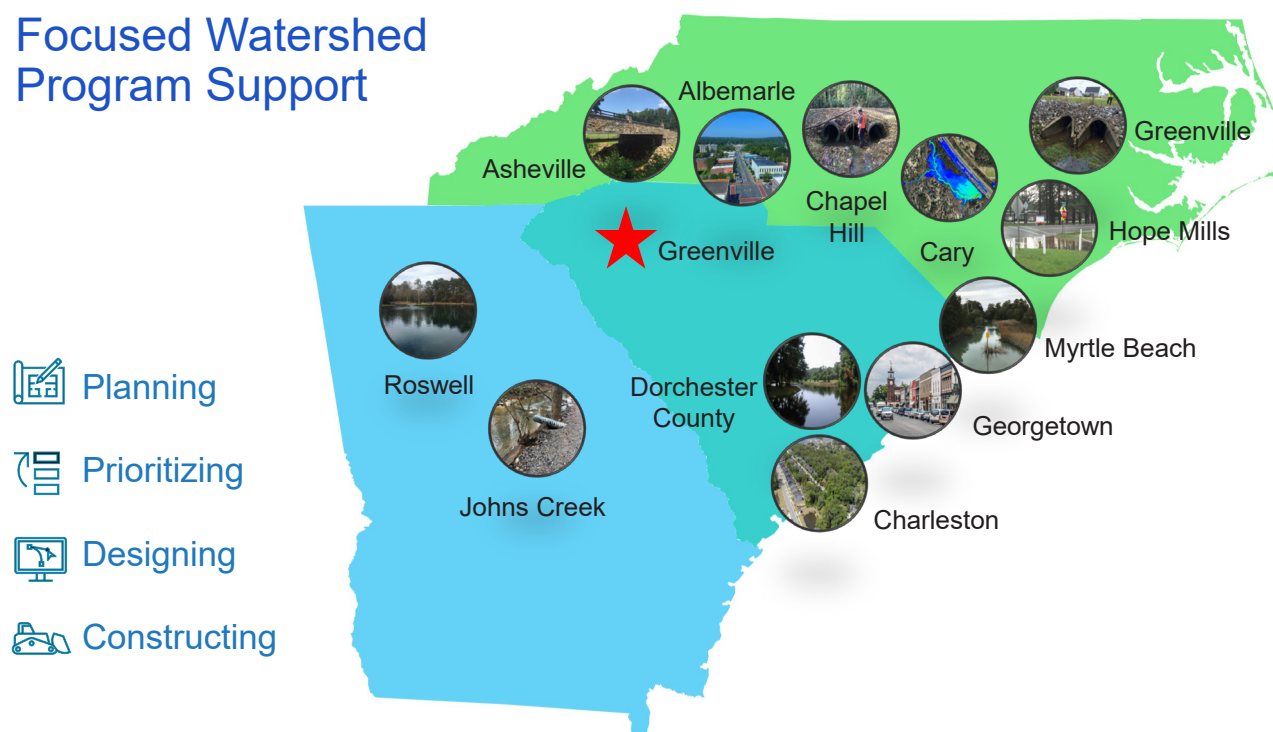 Focused Watershed
Program Support
Albemarle
Asheville
Greenville
Chapel
Hill
Hope Mills
Cary
Greenville
Myrtle Beach
Roswell
Dorchester
County
Georgetown
Johns Creek
Charleston
Planning
Prioritizing
Designing
Constructing